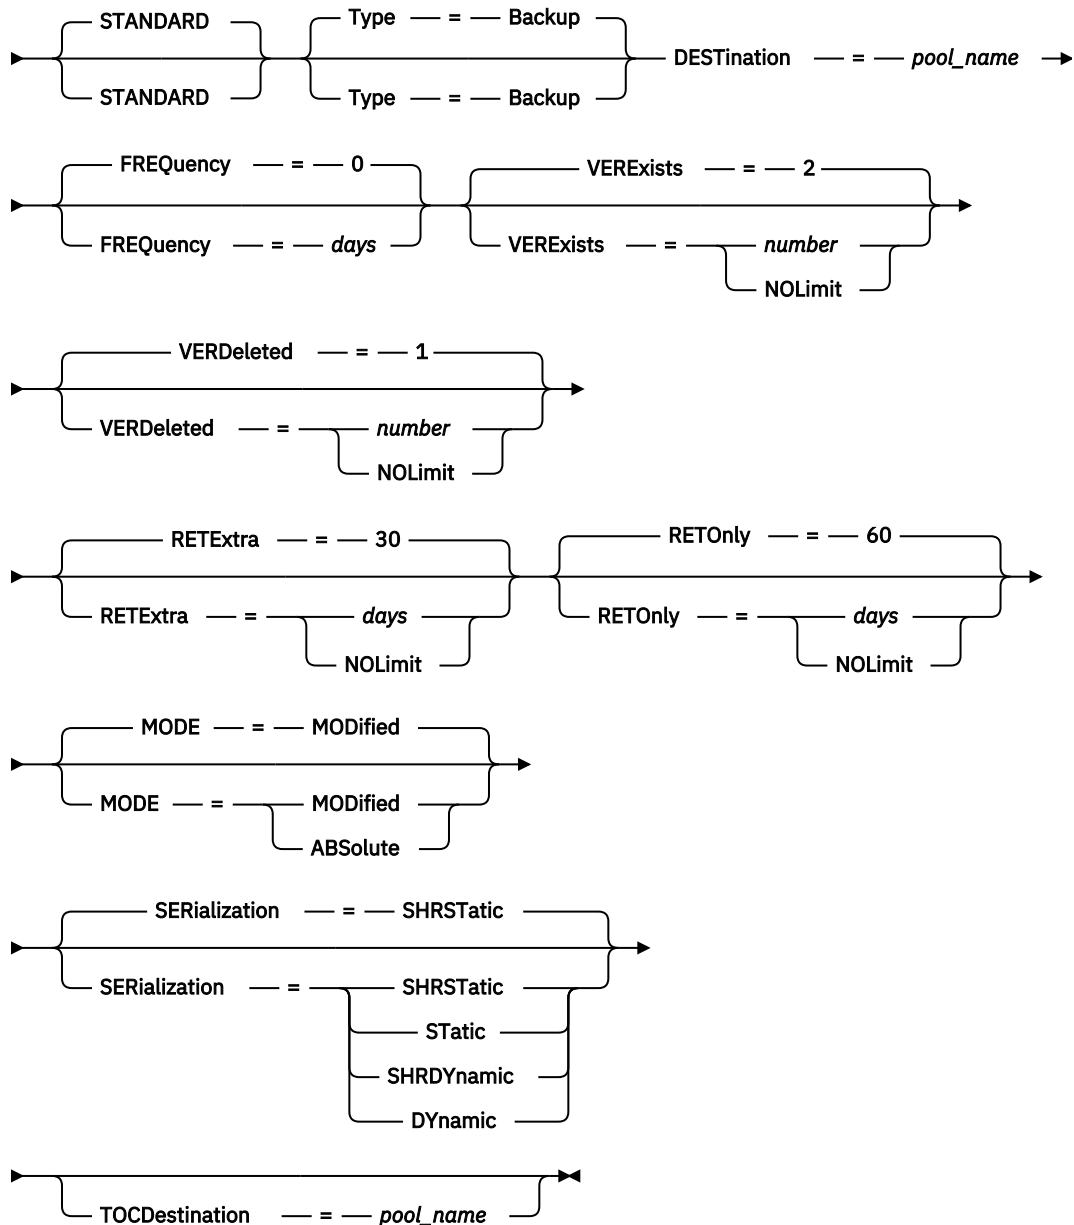 STANDARD Type = Backup
DESTination = pool_name
STANDARD Type = Backup
FREQuency = 0 VERExists = 2
FREQuency = days VERExists = number
NOLimit
VERDeleted = 1
VERDeleted = number
NOLimit
RETExtra = 30 RETOnly = 60
RETExtra = days RETOnly = days
NOLimit NOLimit
MODE = MODified
MODE = MODified
ABSolute
SERialization = SHRSTatic
SERialization = SHRSTatic
STatic
SHRDYnamic
DYnamic
TOCDestination = pool_name